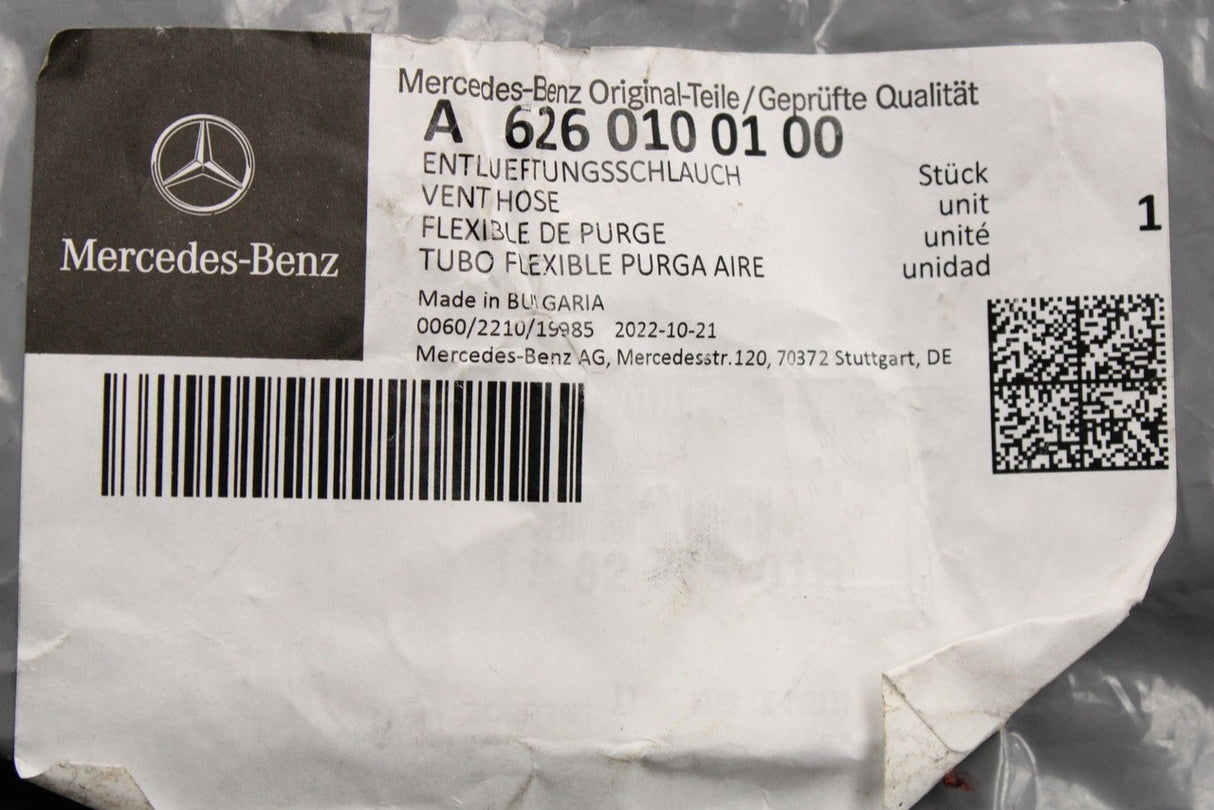 Mercedes-Benz
Mercedes-Benz Original-Teile/Geprüfte Qualität
A 626 010 01 00
ENTLUEFTUNGSSCHLAUCH Stück
VENT HOSE unit
FLEXIBLE DE PURGE unité
TUBO FLEXIBLE PURGA AIRE unidad
1
Made in BULGARIA
0060/2210/19985 2022-10-21
Mercedes-Benz AG, Mercedesstr.120, 70372 Stuttgart, DE